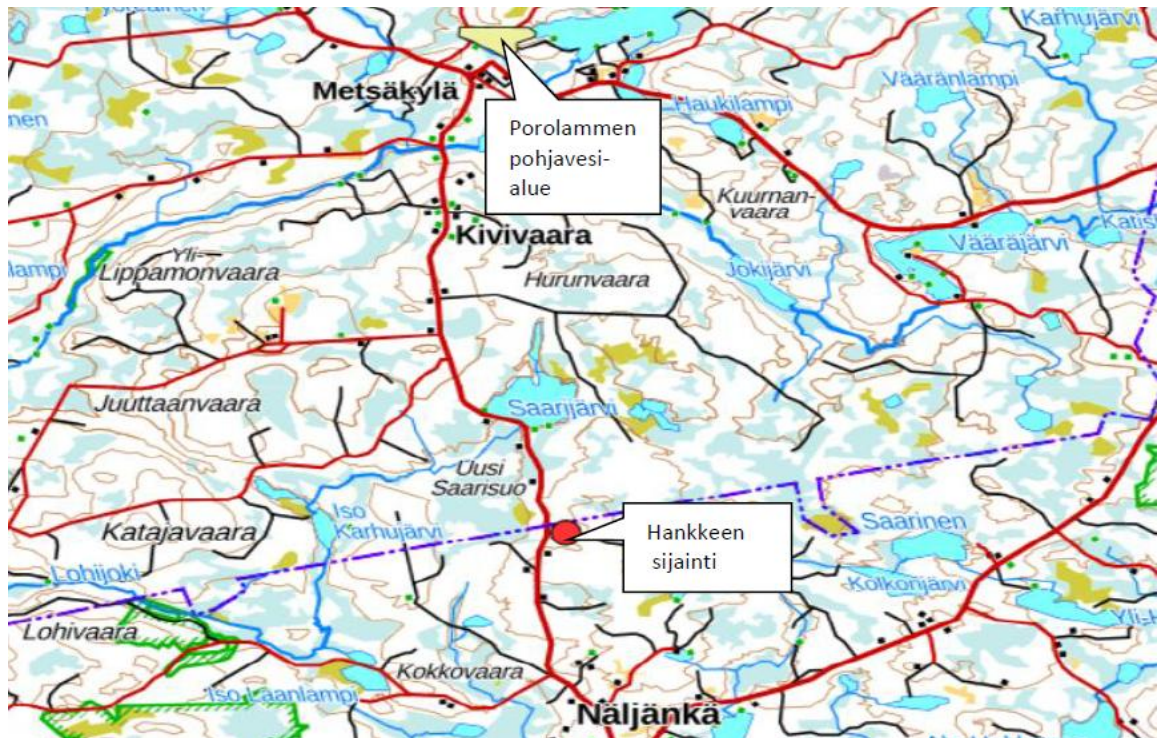 Karhujärvi
Metsäkylä
Vääränlampi
Haukilampi
Porolammen
pohjavesi-
alue
Kuurnan-
vaara
Kivivaara
Vääräjärvi
Yli-
Lippamonvaara
Hurunvaara
Jokijärvi
Juuttaanvaara
Saarijärvi
Uusi
Saarisuo
Katajavaara
Iso
Karhujärvi
Hankkeen
sijainti
Saarinen
Lohijoki
Kolkonjärvi
Lohivaara
Kokkovaara
Iso Laanlampi
Näljänkä